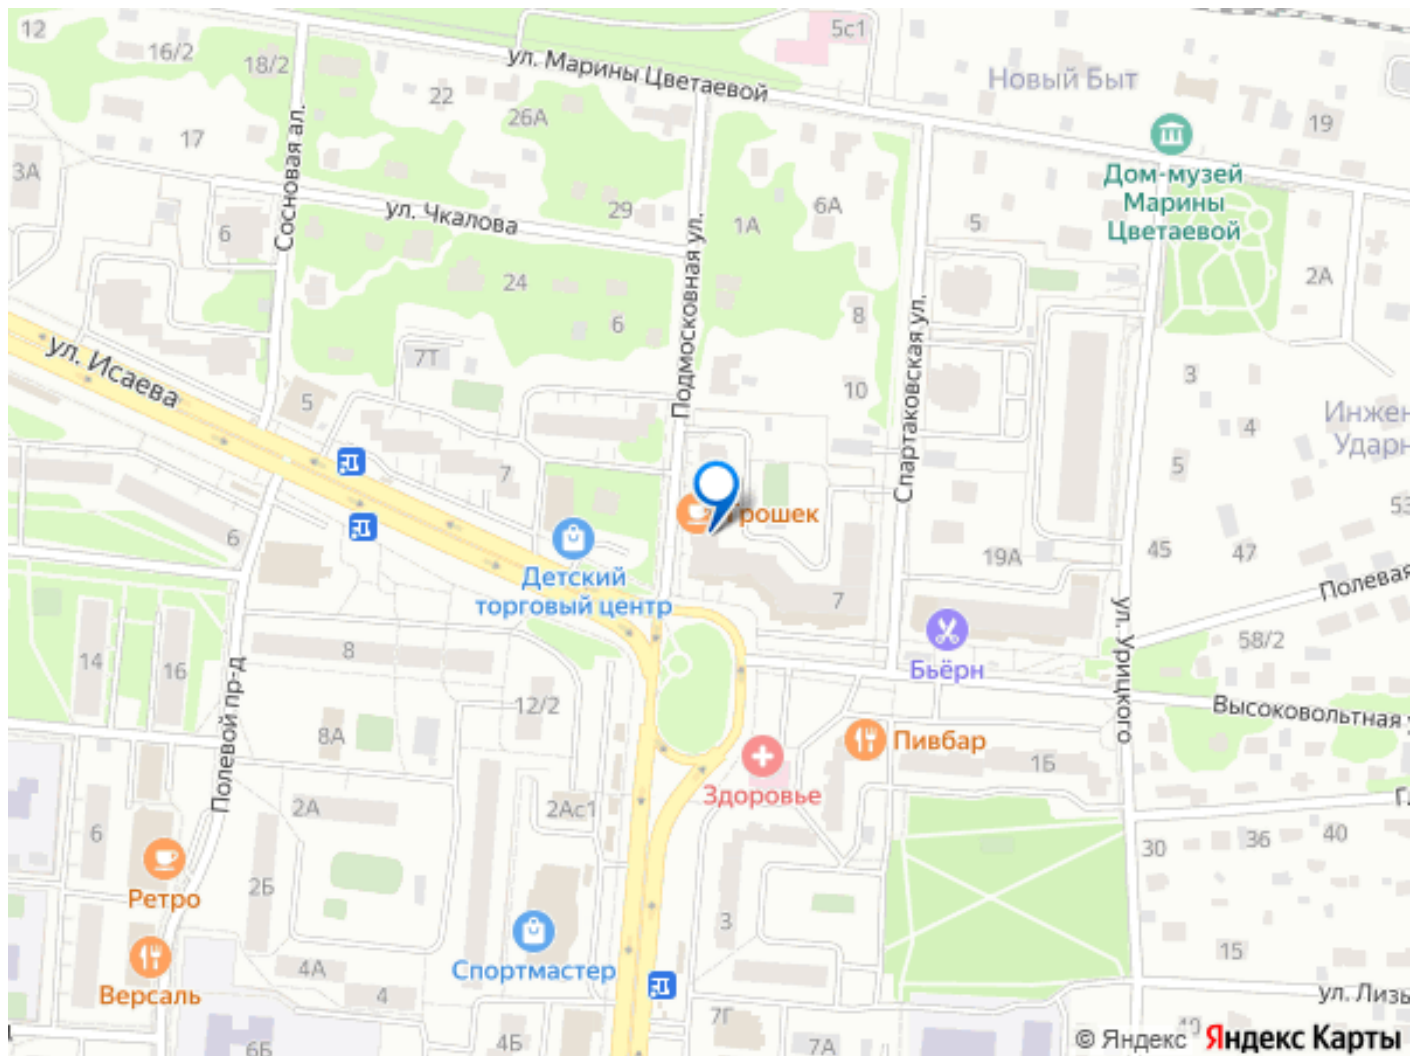 12
16/2
18/2
ул. Марины Цветаевой
5с1
Новый Быт
22
26А
17
19
3А
Сосновая ал.
Дом-музей
Марины
Цветаевой
29
ул. Чкалова
6
6А
1А
5
Подмосковная ул.
24
2А
6
8
Спартаковская ул.
ул. Исаева
7Т
10
3
5
4
7
5
53
45
47
19А
6
Детский
торговый центр
7
Полевая
ул. Урицкого
58/2
14
16
8
Бьёрн
Полевой пр-д
12/2
Высоковольтная
8А
Пивбар
1Б
Здоровье
2А
2Ас1
6
30
36
40
Ретро
2Б
3
15
Спортмастер
4А
4
Версаль
ул. Лизы
7Г
4Б
6Б
7А
© Яндекс Яндекс Карты